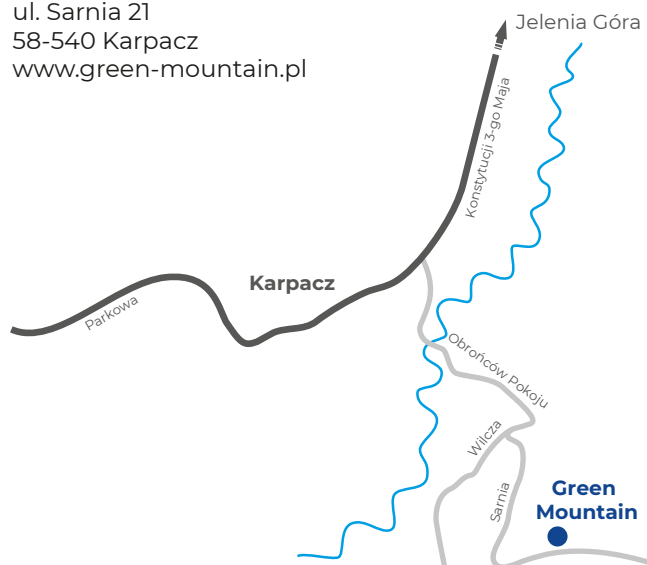 ul. Sarnia 21
58-540 Karpacz
www.green-mountain.pl
Jelenia Góra
Konstytucji 3-go Maja
Karpacz
Parkowa
Obrońców Pokoju
Wilcza
Sarnia
Green
Mountain